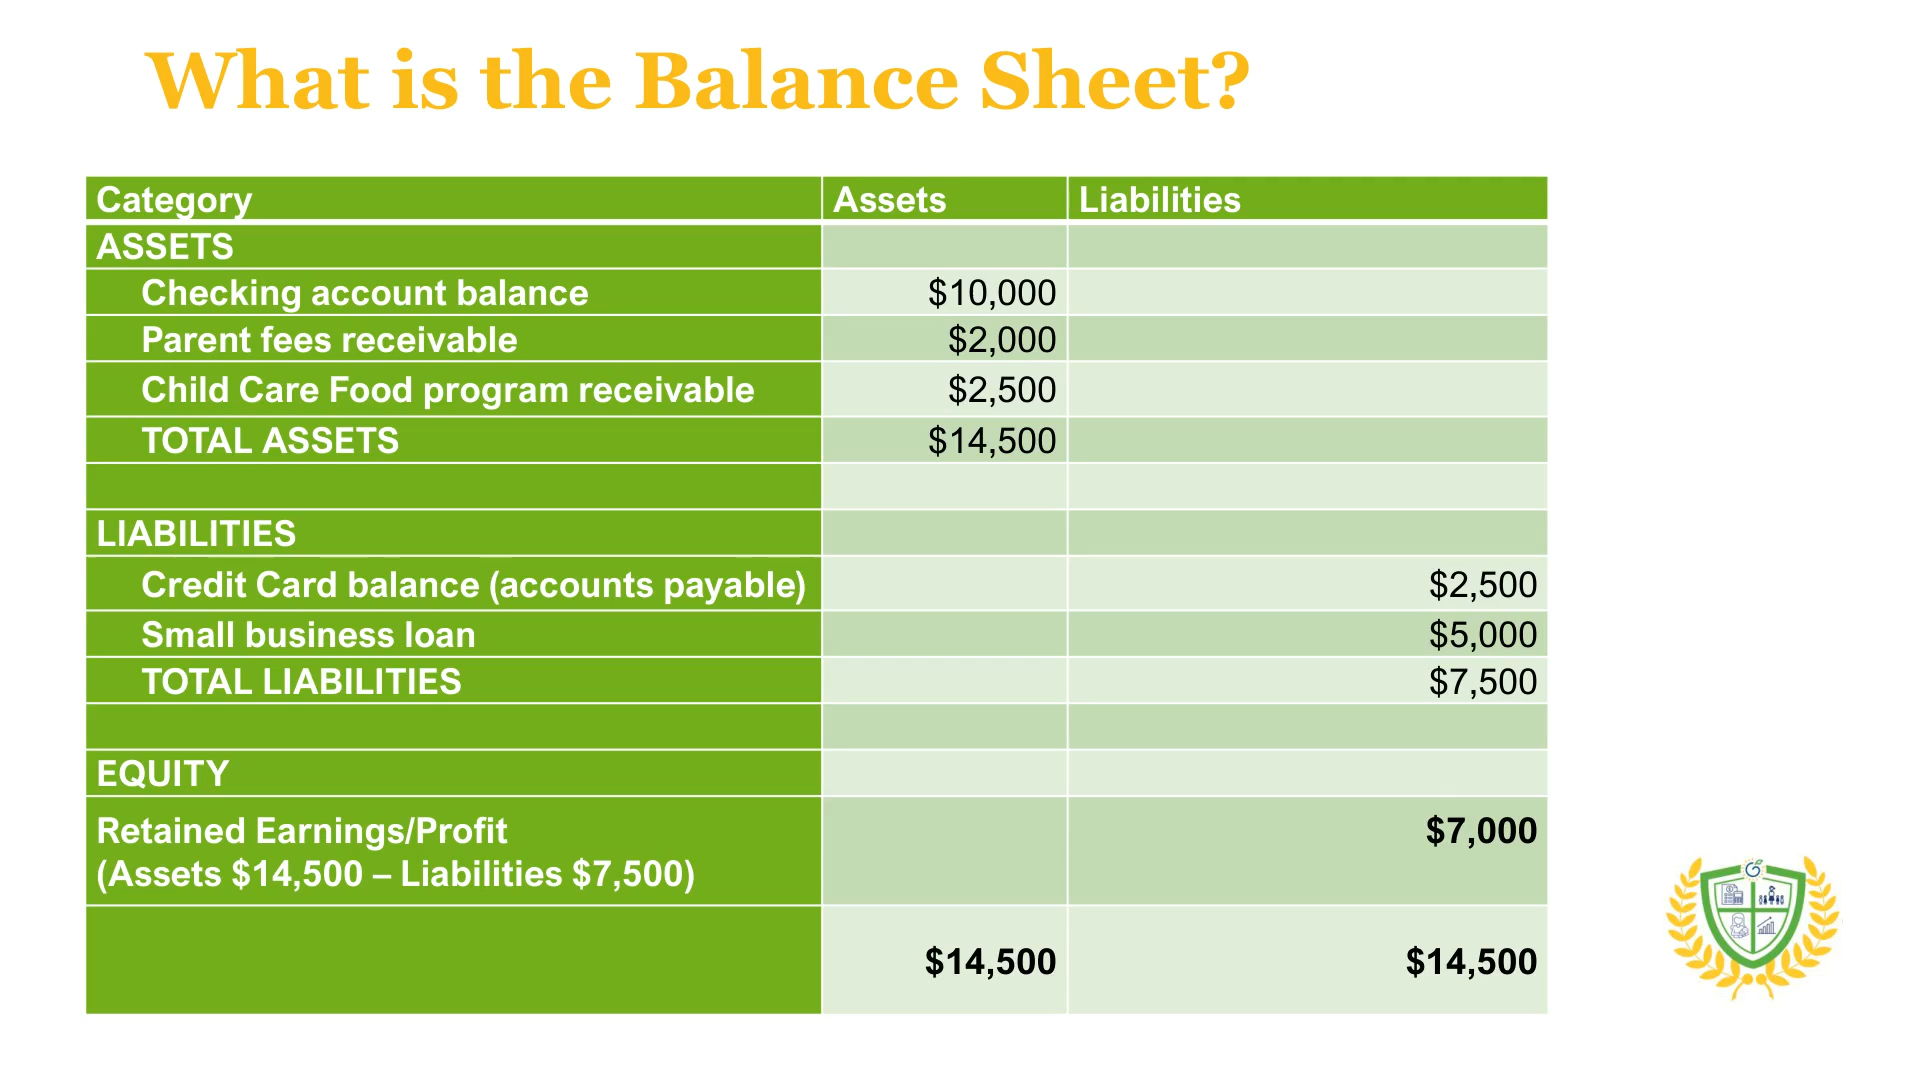 What is the Balance Sheet?
Category Assets Liabilities
ASSETS
Checking account balance $10,000
Parent fees receivable $2,000
Child Care Food program receivable $2,500
TOTAL ASSETS $14,500
LIABILITIES
Credit Card balance (accounts payable) $2,500
Small business loan $5,000
TOTAL LIABILITIES $7,500
EQUITY
Retained Earnings/Profit $7,000
(Assets $14,500 – Liabilities $7,500)
$14,500 $14,500